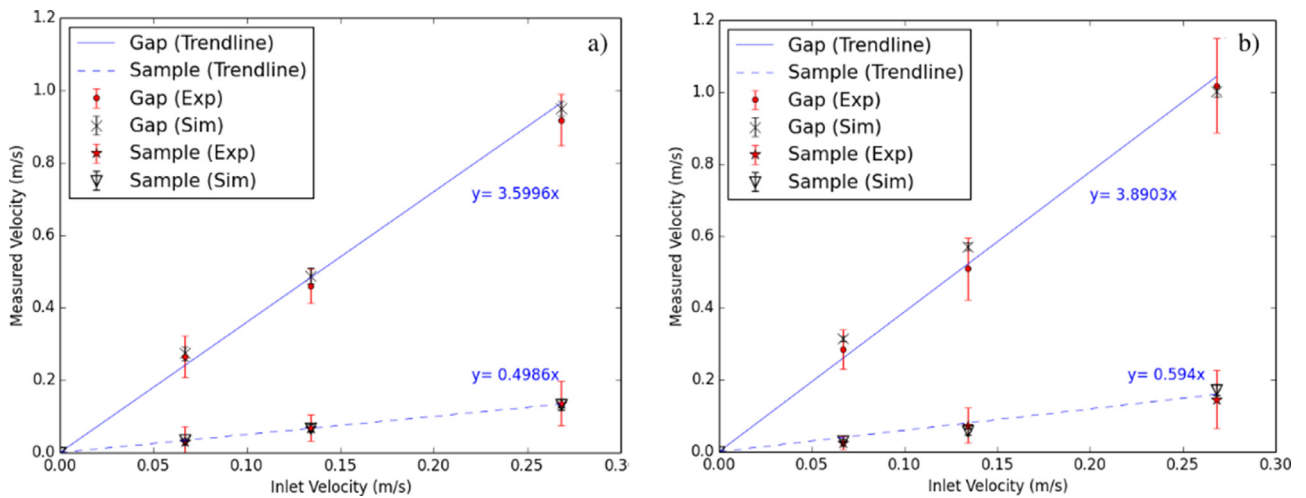 1.2
1.0
0.8
0.6
0.4
0.2
0.0
Measured Velocity (m/s)
Gap (Trendline)
Sample (Trendline)
Gap (Exp)
Gap (Sim)
Sample (Exp)
Sample (Sim)
a)
y= 3.5996x
y= 0.4986x
0.00 0.05 0.10 0.15 0.20 0.25 0.30
Inlet Velocity (m/s)
1.2
1.0
0.8
0.6
0.4
0.2
0.0
Measured Velocity (m/s)
Gap (Trendline)
Sample (Trendline)
Gap (Exp)
Gap (Sim)
Sample (Exp)
Sample (Sim)
b)
y= 3.8903x
y= 0.594x
0.00 0.05 0.10 0.15 0.20 0.25 0.30
Inlet Velocity (m/s)